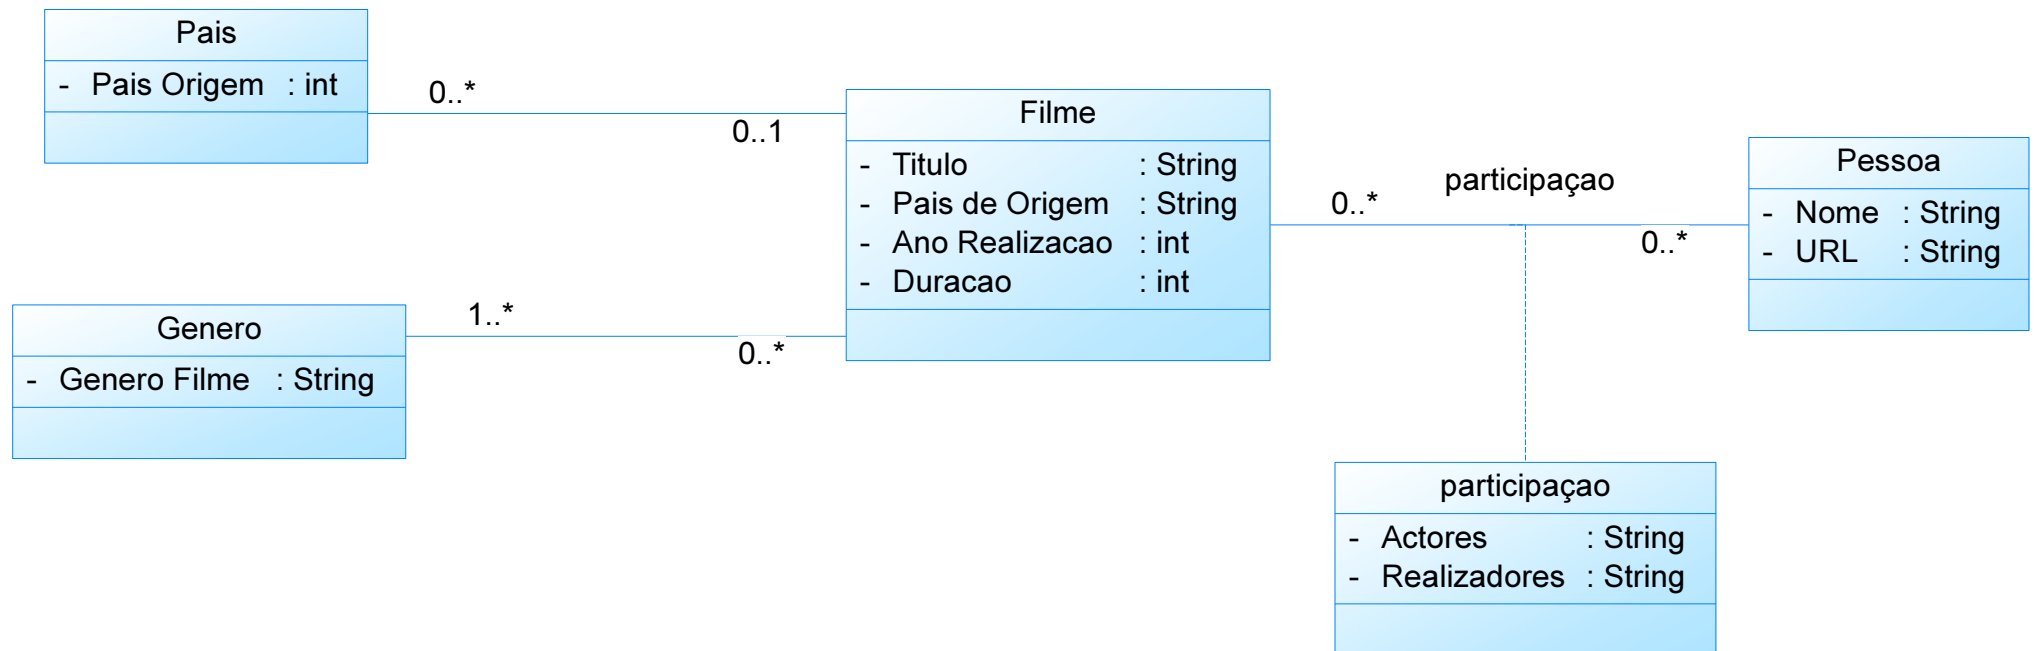 Pais
- Pais Origem : int
0..*
0..1
Filme
- Titulo : String
- Pais de Origem : String
- Ano Realizacao : int
- Duracao : int
participaçao
0..*
0..*
Pessoa
- Nome : String
- URL : String
Genero
- Genero Filme : String
1..*
0..*
participaçao
- Actores : String
- Realizadores : String